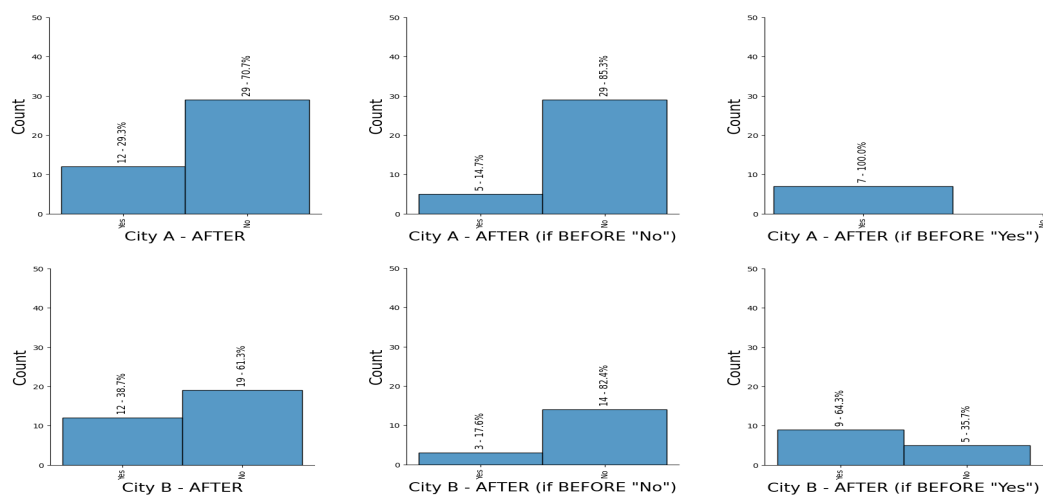 50
40
30
20
10
0
Count
12 - 29.3%
29 - 70.7%
Yes
No
City A - AFTER
50
40
30
20
10
0
Count
5 - 14.7%
29 - 85.3%
Yes
No
City A - AFTER (if BEFORE "No")
50
40
30
20
10
0
Count
7 - 100.0%
Yes
No
City A - AFTER (if BEFORE "Yes")
50
40
30
20
10
0
Count
12 - 38.7%
19 - 61.3%
Yes
No
City B - AFTER
50
40
30
20
10
0
Count
3 - 17.6%
14 - 82.4%
Yes
No
City B - AFTER (if BEFORE "No")
50
40
30
20
10
0
Count
9 - 64.3%
5 - 35.7%
Yes
No
City B - AFTER (if BEFORE "Yes")